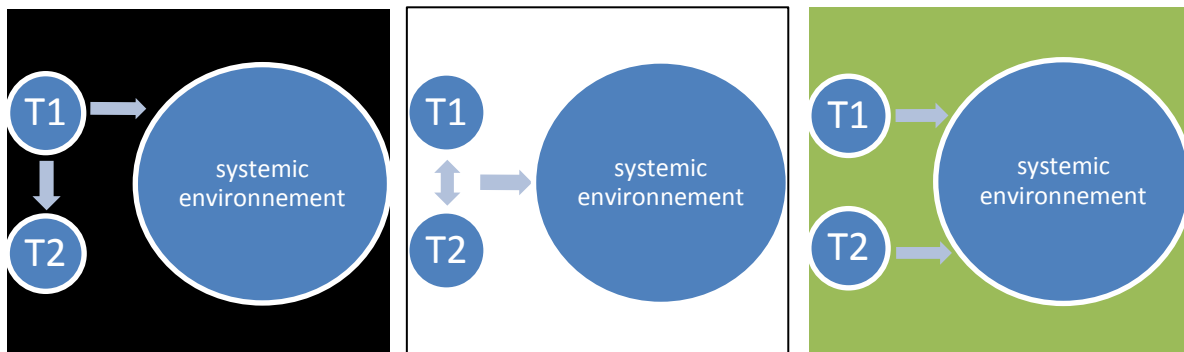 T1
systemic
environnement
T2
T1
systemic
environnement
T2
T1
systemic
environnement
T2